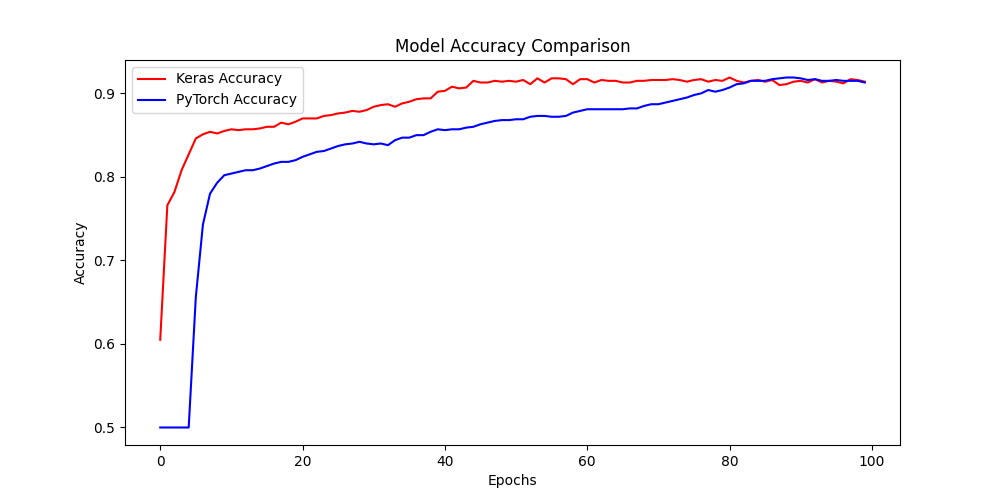 Model Accuracy Comparison
Keras Accuracy
PyTorch Accuracy
Accuracy
0.9
0.8
0.7
0.6
0.5
0 20 40 60 80 100
Epochs